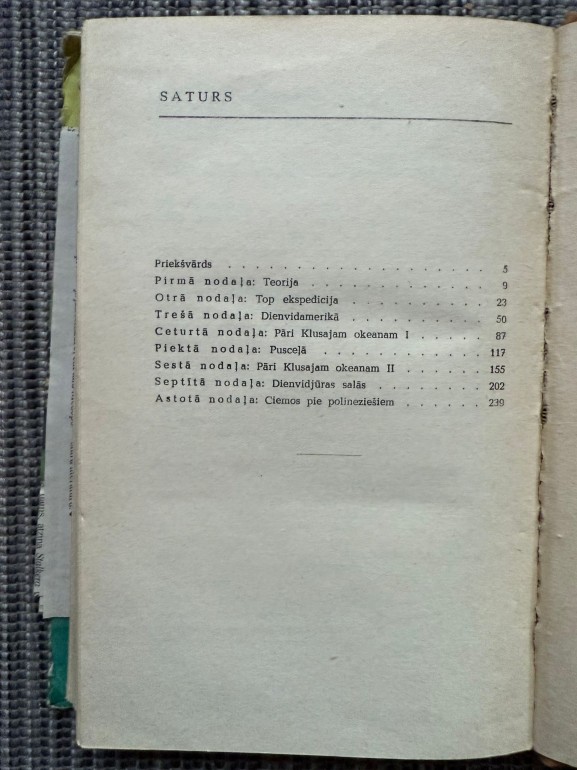 SATURS
Priekšvārds . . . . . . . . . . . . . . . . . 5
Pirmā nodaļa: Teorija . . . . . . . . . . . . 9
Otrā nodaļa: Top ekspedicija . . . . . . . . . 23
Trešā nodaļa: Dienvidamerikā . . . . . . . . 50
Ceturtā nodaļa: Pāri Klusajam okeanam I . . . . . 87
Piektā nodaļa: Pusceļā . . . . . . . . . . . 117
Sestā nodaļa: Pāri Klusajam okeanam II . . . . . . 155
Septītā nodaļa: Dienvidjūras salās . . . . . . . 202
Astotā nodaļa: Ciemos pie polineziešiem . . . . . . 239